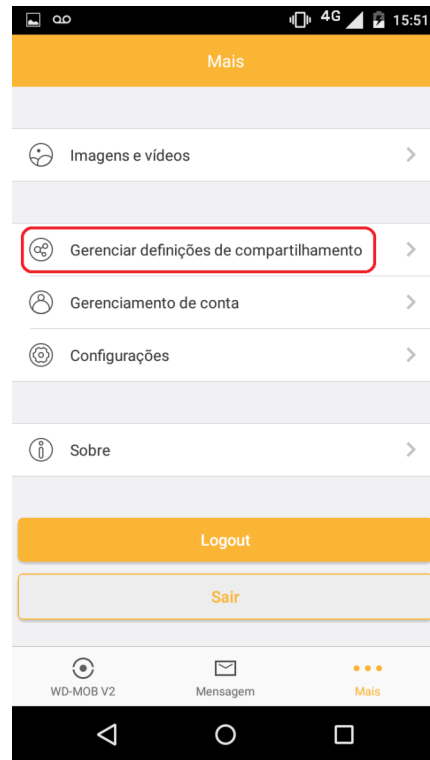 4G 15:51
Mais
Imagens e vídeos
Gerenciar definições de compartilhamento
Gerenciamento de conta
Configurações
Sobre
Logout
Sair
WD-MOB V2 Mensagem Mais